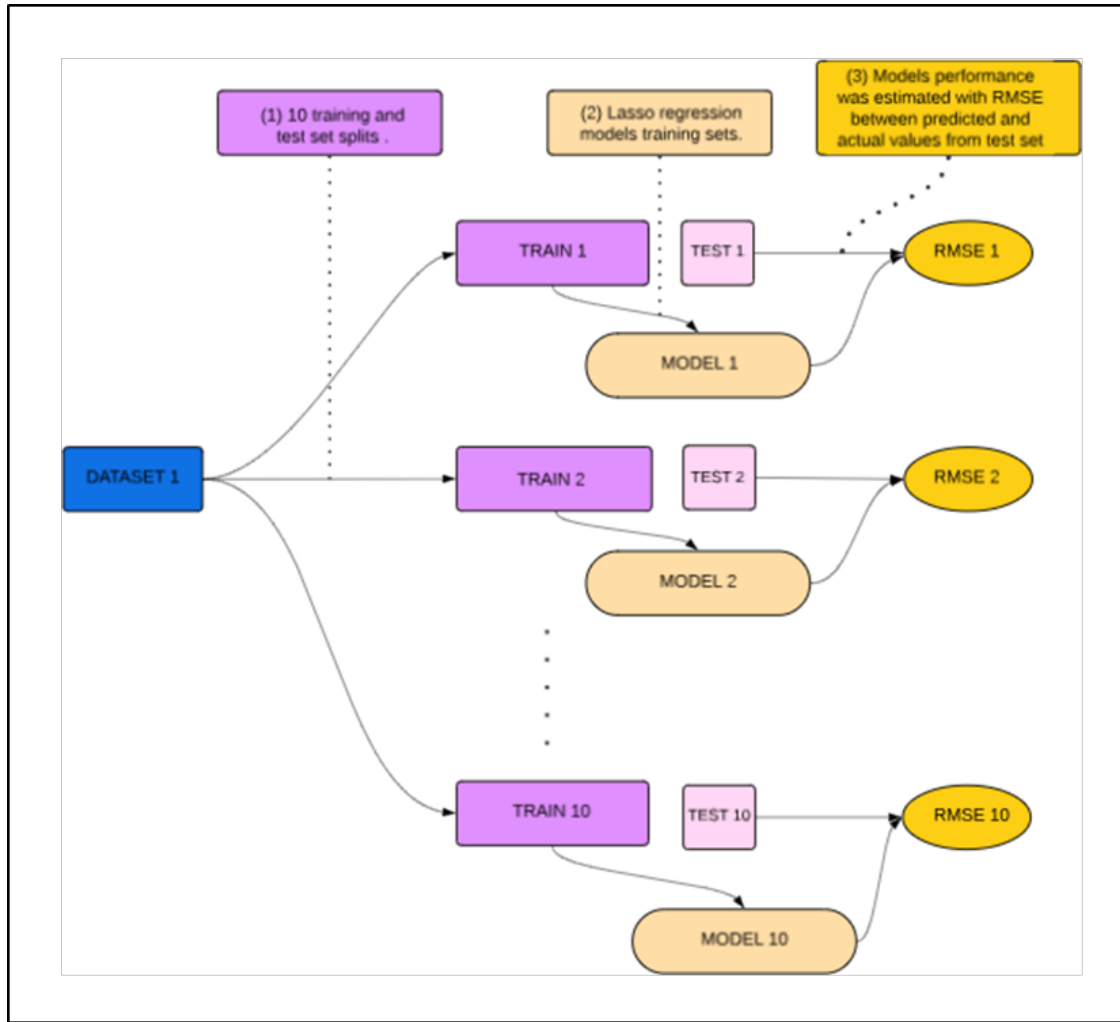 (1) 10 training and
test set splits .
(2) Lasso regression
models training sets.
(3) Models performance
was estimated with RMSE
between predicted and
actual values from test set
TRAIN 1
TEST 1
RMSE 1
MODEL 1
DATASET 1
TRAIN 2
TEST 2
RMSE 2
MODEL 2
TRAIN 10
TEST 10
RMSE 10
MODEL 10